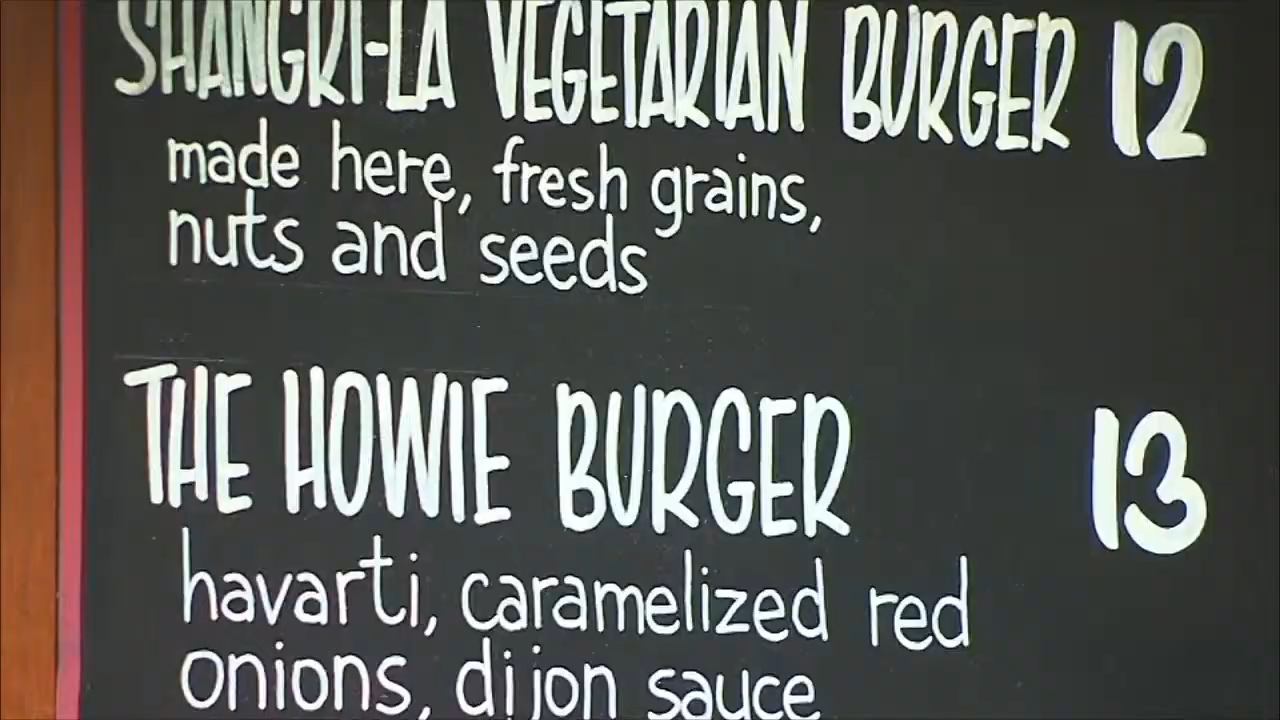 SHANGRI-LA VEGETARIAN BURGER 12
made here, fresh grains,
nuts and seeds
THE HOWIE BURGER 13
havarti, caramelized red
onions, dijon sauce